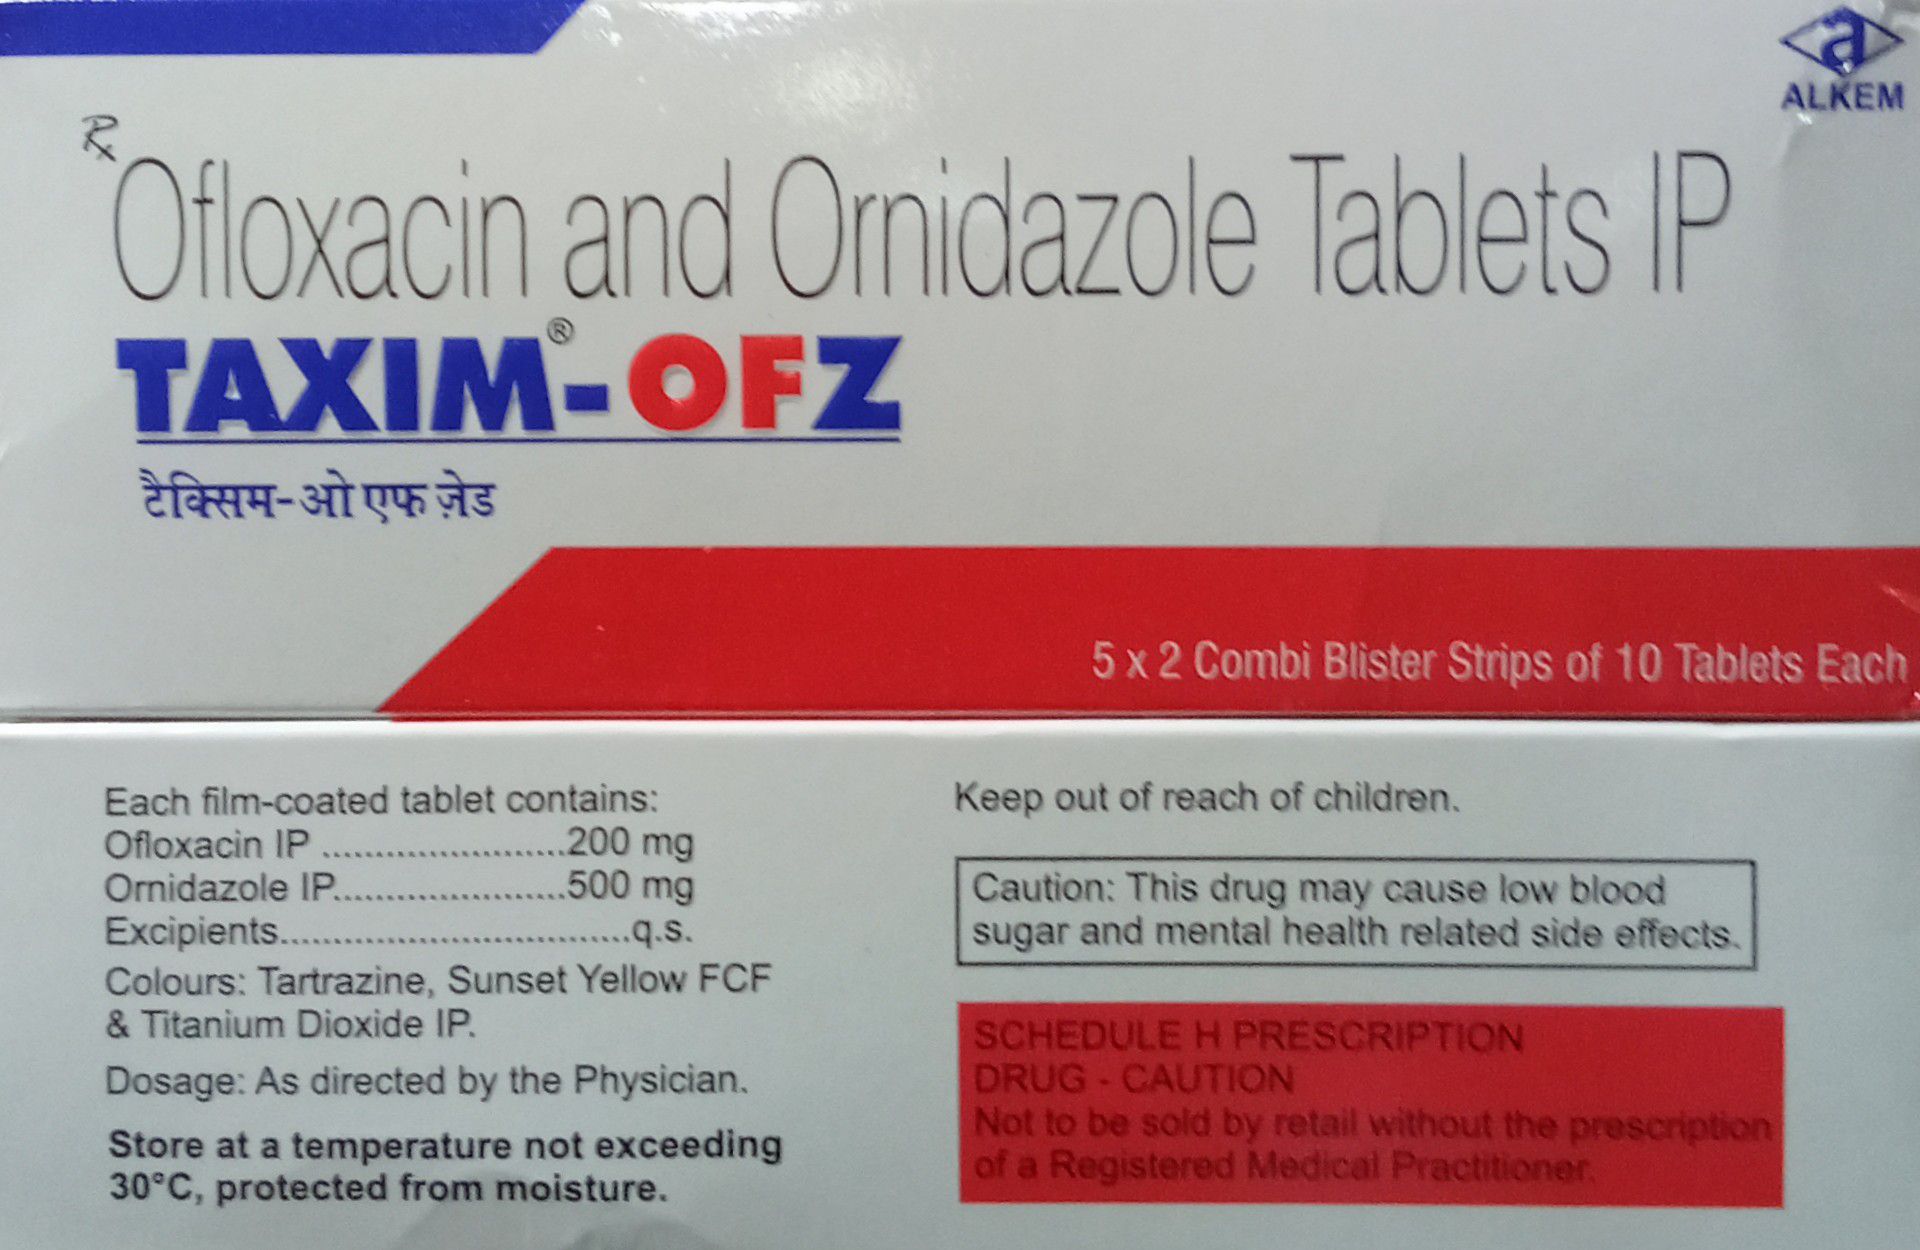 ALKEM
Rx
Ofloxacin and Ornidazole Tablets IP
TAXIM®-OFZ
टैक्सिम-ओ एफ ज़ेड
5 x 2 Combi Blister Strips of 10 Tablets Each
Each film-coated tablet contains:
Ofloxacin IP .......................200 mg
Ornidazole IP......................500 mg
Excipients.................................q.s.
Colours: Tartrazine, Sunset Yellow FCF
& Titanium Dioxide IP.
Dosage: As directed by the Physician.
Store at a temperature not exceeding
30°C, protected from moisture.
Keep out of reach of children.
Caution: This drug may cause low blood
sugar and mental health related side effects.
SCHEDULE H PRESCRIPTION
DRUG - CAUTION
Not to be sold by retail without the prescription
of a Registered Medical Practitioner.